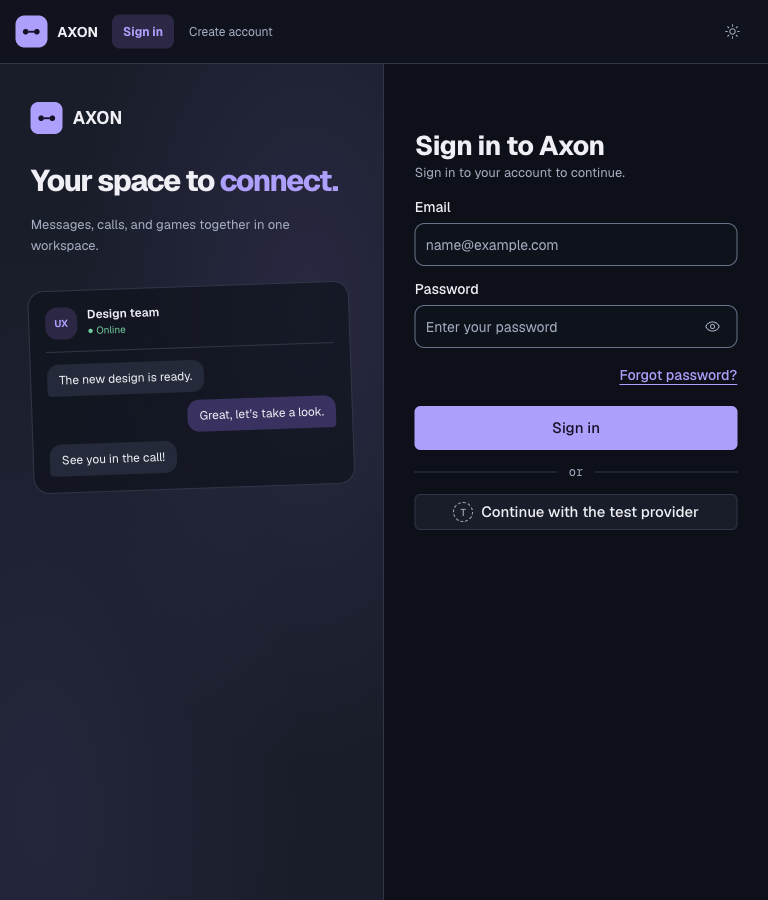 AXON
Sign in
Create account
AXON
Your space to connect.
Messages, calls, and games together in one
workspace.
UX
Design team
Online
The new design is ready.
Great, let's take a look.
See you in the call!
Sign in to Axon
Sign in to your account to continue.
Email
name@example.com
Password
Enter your password
Forgot password?
Sign in
or
T
Continue with the test provider